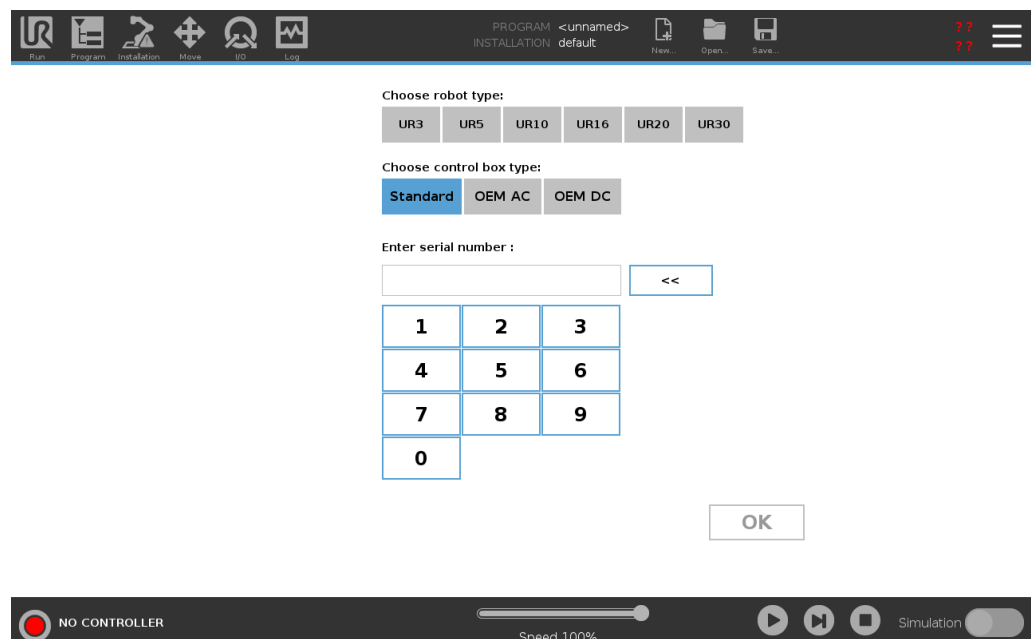 PROGRAM <unnamed>
INSTALLATION default
Run Program Installation Move I/O Log New... Open... Save...
? ?
? ?
Choose robot type:
UR3 UR5 UR10 UR16 UR20 UR30
Choose control box type:
Standard OEM AC OEM DC
Enter serial number :
<<
1 2 3
4 5 6
7 8 9
0
OK
NO CONTROLLER
Speed 100%
Simulation